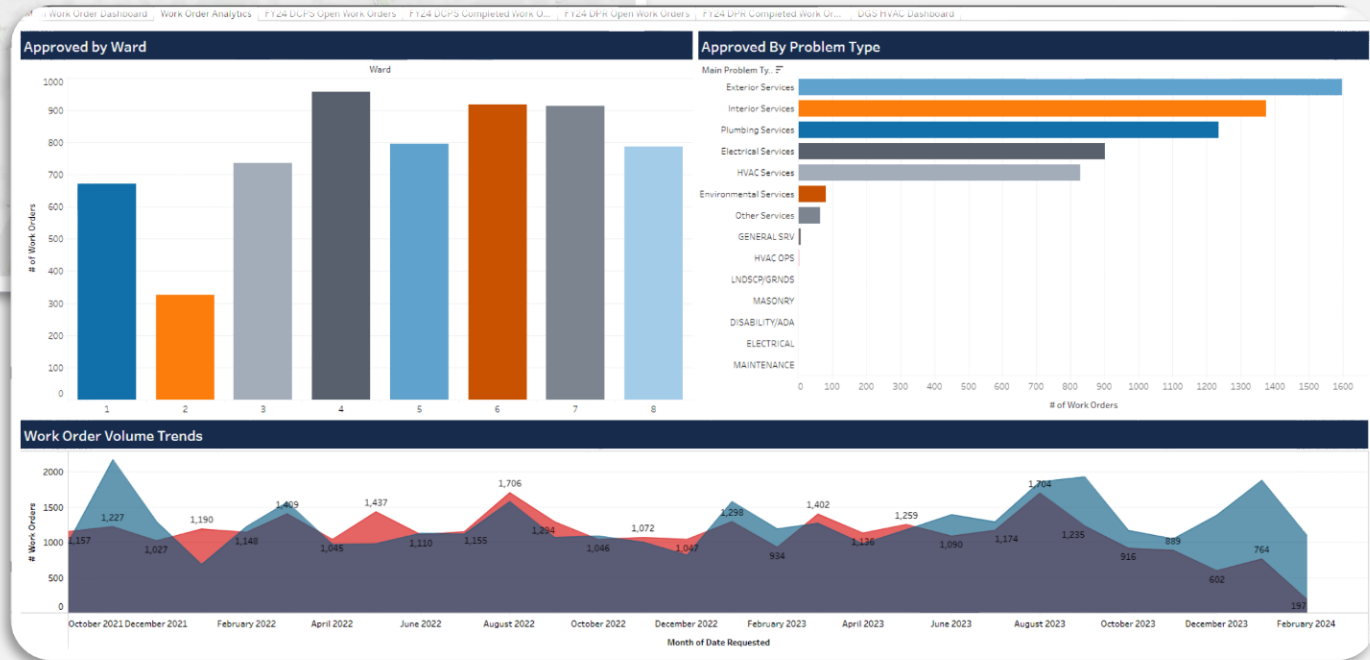 Work Order Dashboard Work Order Analytics FY24 DCPS Open Work Orders FY24 DCPS Completed Work O... FY24 DPR Open Work Orders FY24 DPR Completed Work Or... DGS HVAC Dashboard
Approved by Ward
Ward
1000
900
800
700
600
500
400
300
200
100
0
# of Work Orders
1 2 3 4 5 6 7 8
Approved By Problem Type
Main Problem Ty..
Exterior Services
Interior Services
Plumbing Services
Electrical Services
HVAC Services
Environmental Services
Other Services
GENERAL SRV
HVAC OPS
LNDSCP/GRNDS
MASONRY
DISABILITY/ADA
ELECTRICAL
MAINTENANCE
0 100 200 300 400 500 600 700 800 900 1000 1100 1200 1300 1400 1500 1600
# of Work Orders
Work Order Volume Trends
2000
1500
1000
500
0
# Work Orders
1,157 1,227 1,027 1,190 1,148 1,409 1,045 1,437 1,110 1,155 1,706 1,294 1,046 1,072 1,047 1,298 934 1,402 1,136 1,259 1,090 1,174 1,704 1,235 916 889 602 764 197
October 2021 December 2021 February 2022 April 2022 June 2022 August 2022 October 2022 December 2022 February 2023 April 2023 June 2023 August 2023 October 2023 December 2023 February 2024
Month of Date Requested